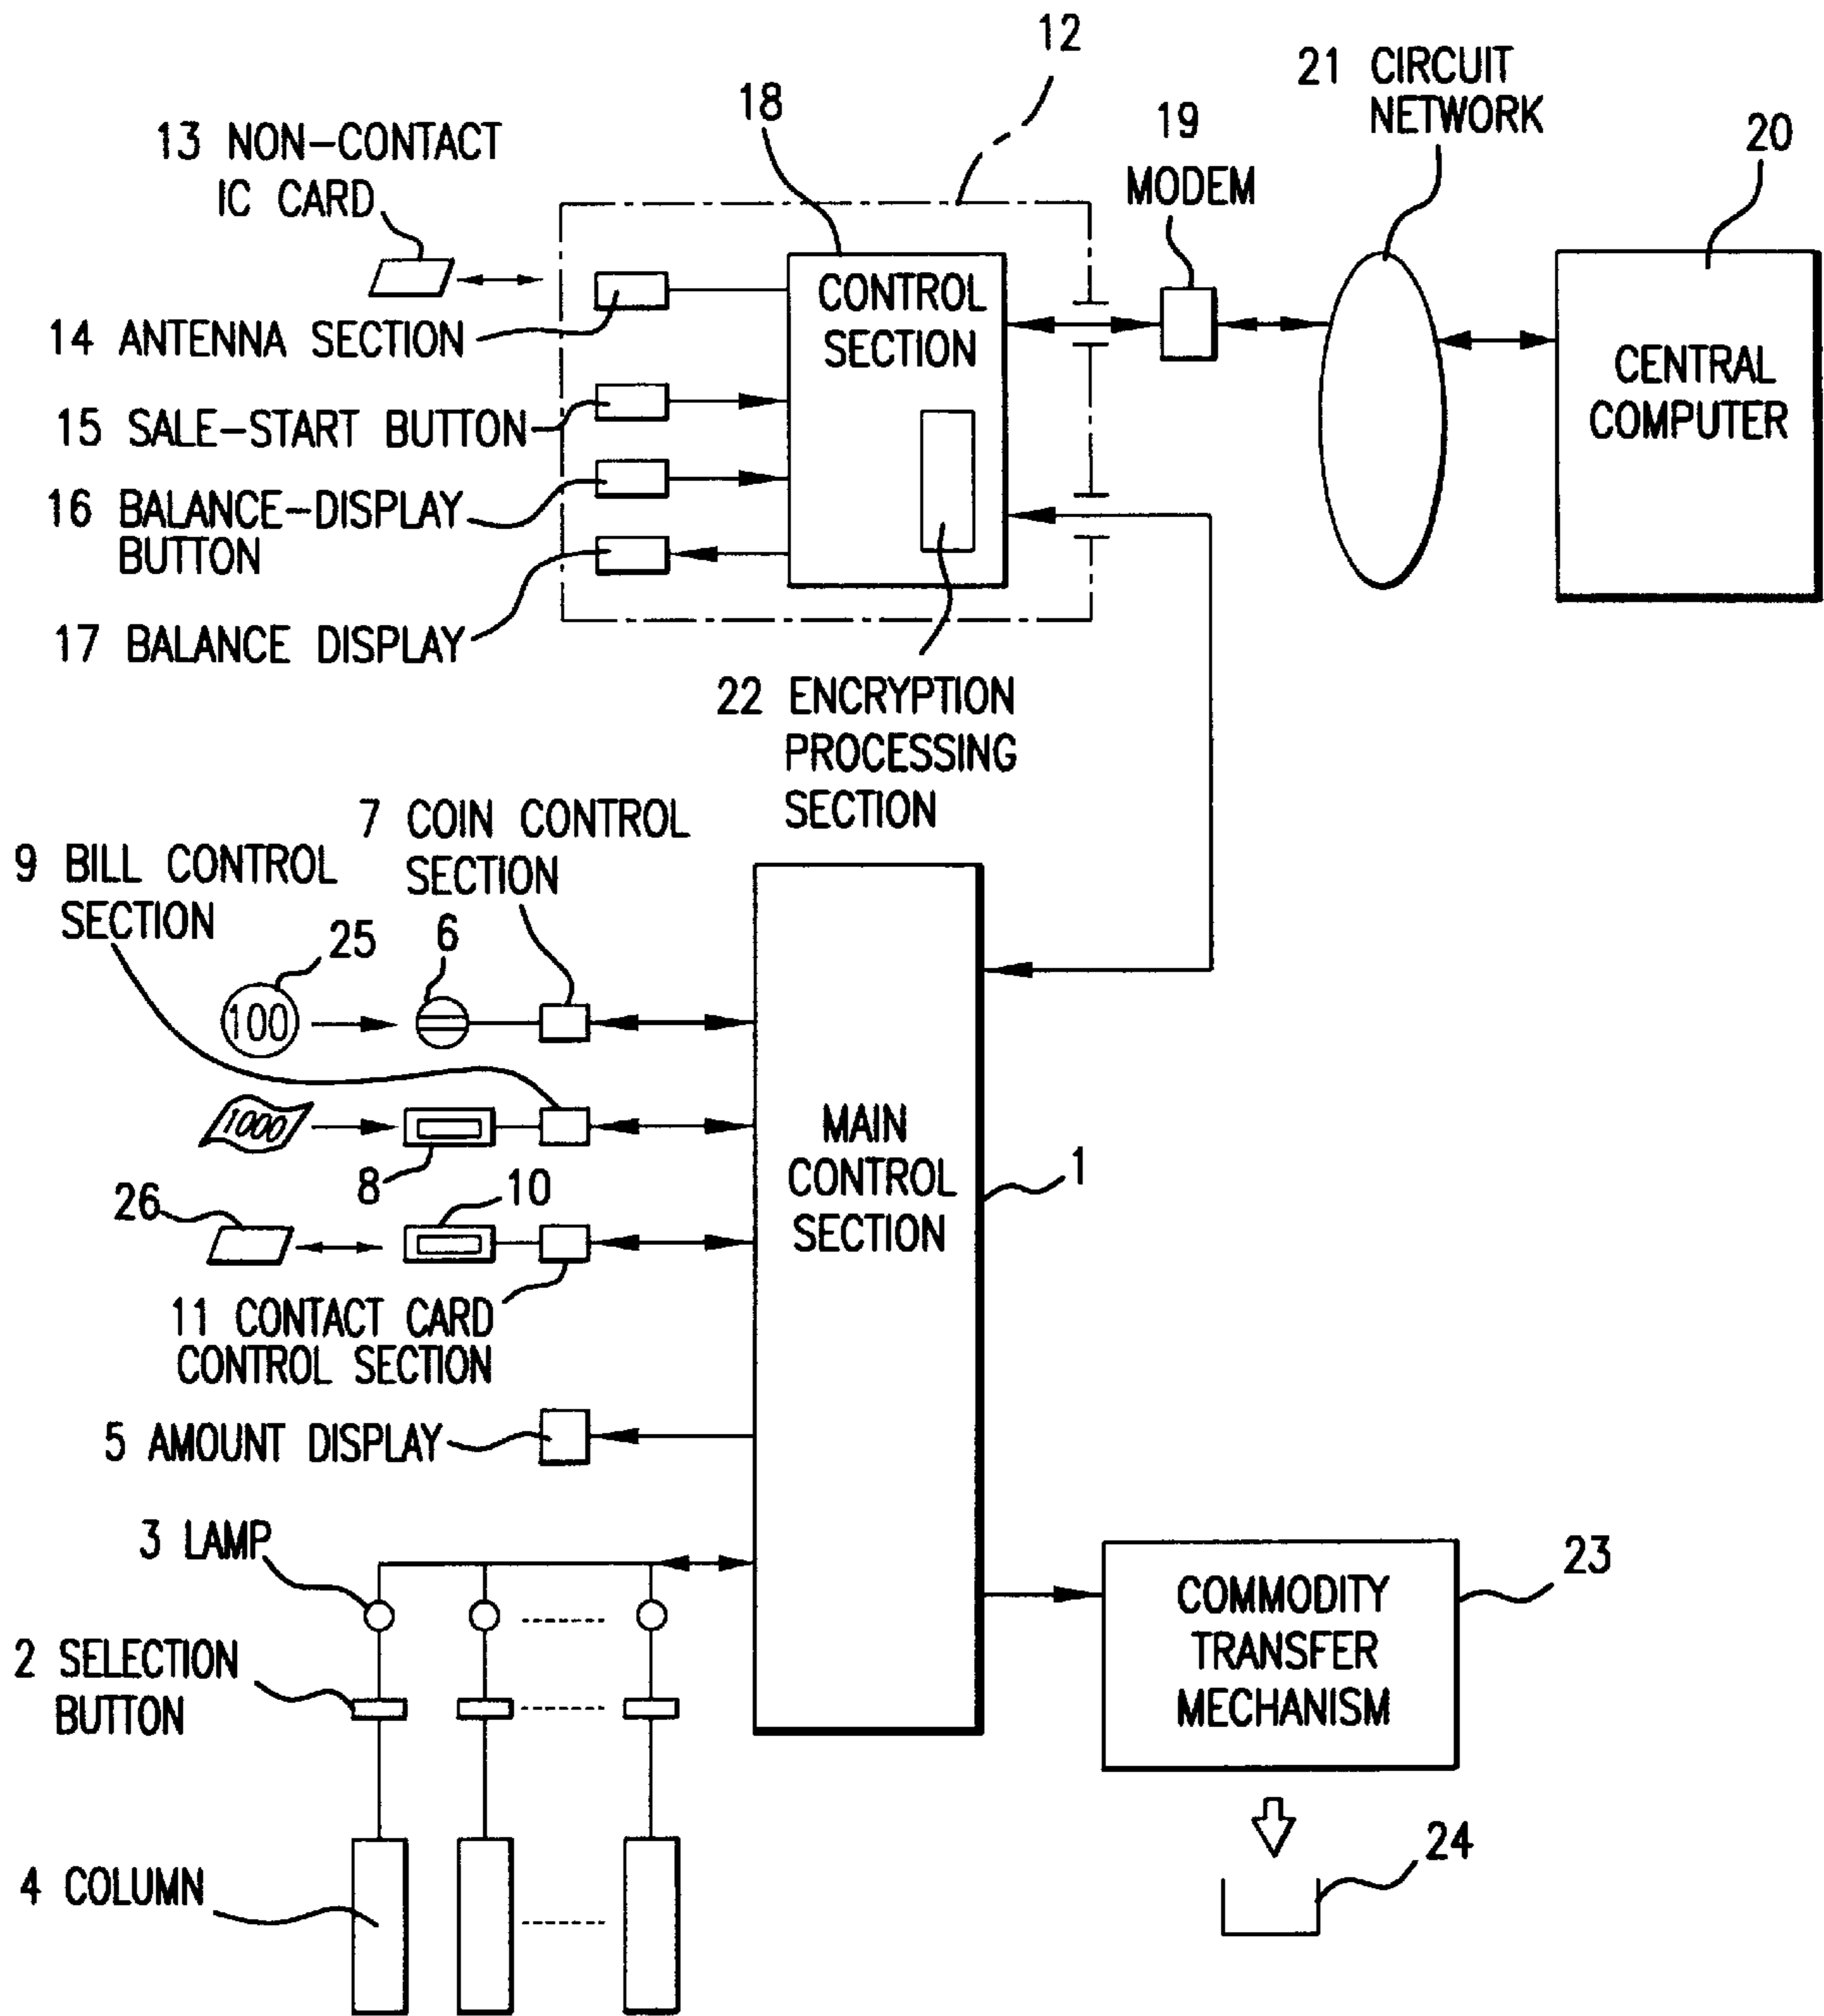 12
21 CIRCUIT
NETWORK
18
19
MODEM
20
13 NON-CONTACT
IC CARD
CONTROL
SECTION
14 ANTENNA SECTION
CENTRAL
COMPUTER
15 SALE-START BUTTON
16 BALANCE-DISPLAY
BUTTON
17 BALANCE DISPLAY
22 ENCRYPTION
PROCESSING
SECTION
7 COIN CONTROL
SECTION
9 BILL CONTROL
SECTION
25
6
100
1000
8
MAIN
CONTROL
SECTION
1
26
10
11 CONTACT CARD
CONTROL SECTION
5 AMOUNT DISPLAY
3 LAMP
23
COMMODITY
TRANSFER
MECHANISM
2 SELECTION
BUTTON
4 COLUMN
24